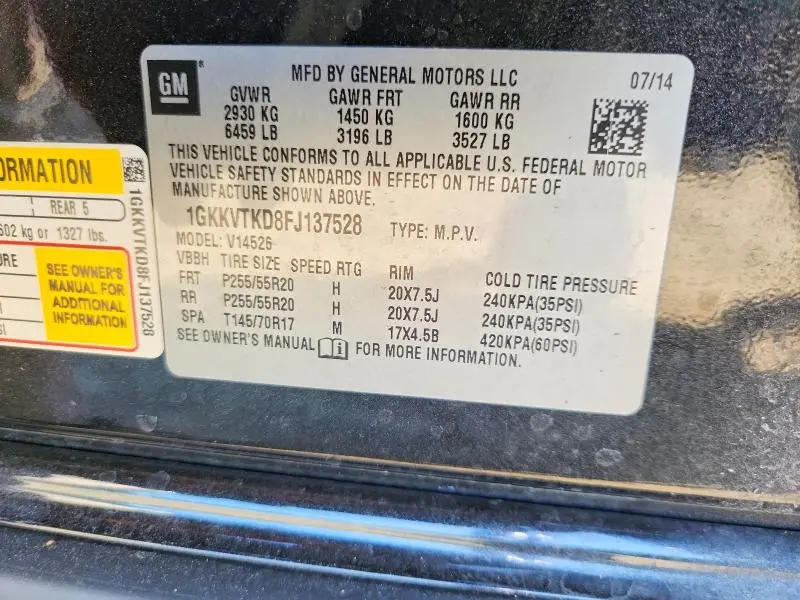 GM
MFD BY GENERAL MOTORS LLC 07/14
GVWR GAWR FRT GAWR RR
2930 KG 1450 KG 1600 KG
6459 LB 3196 LB 3527 LB
THIS VEHICLE CONFORMS TO ALL APPLICABLE U.S. FEDERAL MOTOR
VEHICLE SAFETY STANDARDS IN EFFECT ON THE DATE OF
MANUFACTURE SHOWN ABOVE.
1GKKVTKD8FJ137528 TYPE: M.P.V.
MODEL: V14526
VBBH TIRE SIZE SPEED RTG RIM COLD TIRE PRESSURE
FRT P255/55R20 H 20X7.5J 240KPA(35PSI)
RR P255/55R20 H 20X7.5J 240KPA(35PSI)
SPA T145/70R17 M 17X4.5B 420KPA(60PSI)
SEE OWNER'S MANUAL FOR MORE INFORMATION.
ORMATION
REAR 5
602 kg or 1327 lbs.
SEE OWNER'S
MANUAL FOR
ADDITIONAL
INFORMATION
1GKKVTKD8FJ137528